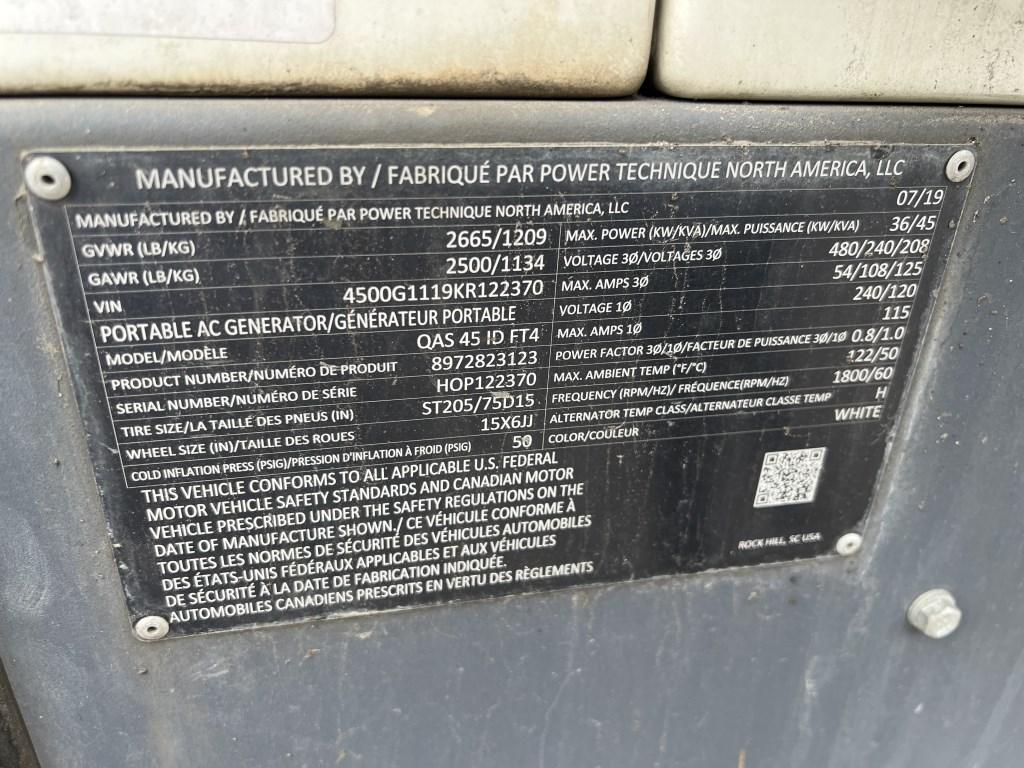 MANUFACTURED BY / FABRIQUÉ PAR POWER TECHNIQUE NORTH AMERICA, LLC
MANUFACTURED BY / FABRIQUÉ PAR POWER TECHNIQUE NORTH AMERICA, LLC 07/19
GVWR (LB/KG) 2665/1209
GAWR (LB/KG) 2500/1134
VIN 4500G1119KR122370
PORTABLE AC GENERATOR/GÉNÉRATEUR PORTABLE
MODEL/MODÈLE QAS 45 ID FT4
PRODUCT NUMBER/NUMÉRO DE PRODUIT 8972823123
SERIAL NUMBER/NUMÉRO DE SÉRIE HOP122370
TIRE SIZE/LA TAILLE DES PNEUS (IN) ST205/75D15
WHEEL SIZE (IN)/TAILLE DES ROUES 15X6JJ
COLD INFLATION PRESS (PSIG)/PRESSION D'INFLATION À FROID (PSIG) 50
MAX. POWER (KW/KVA)/MAX. PUISSANCE (KW/KVA) 36/45
VOLTAGE 3Ø/VOLTAGES 3Ø 480/240/208
MAX. AMPS 3Ø 54/108/125
VOLTAGE 1Ø 240/120
MAX. AMPS 1Ø 115
POWER FACTOR 3Ø/1Ø/FACTEUR DE PUISSANCE 3Ø/1Ø 0.8/1.0
MAX. AMBIENT TEMP (°F/°C) 122/50
FREQUENCY (RPM/HZ)/ FRÉQUENCE(RPM/HZ) 1800/60
ALTERNATOR TEMP CLASS/ALTERNATEUR CLASSE TEMP H
COLOR/COULEUR WHITE
THIS VEHICLE CONFORMS TO ALL APPLICABLE U.S. FEDERAL
MOTOR VEHICLE SAFETY STANDARDS AND CANADIAN MOTOR
VEHICLE PRESCRIBED UNDER THE SAFETY REGULATIONS ON THE
DATE OF MANUFACTURE SHOWN./ CE VÉHICULE CONFORME À
TOUTES LES NORMES DE SÉCURITÉ DES VÉHICULES AUTOMOBILES
DES ÉTATS-UNIS FÉDÉRAUX APPLICABLES ET AUX VÉHICULES
DE SÉCURITÉ À LA DATE DE FABRICATION INDIQUÉE.
AUTOMOBILES CANADIENS PRESCRITS EN VERTU DES RÈGLEMENTS
ROCK HILL, SC USA